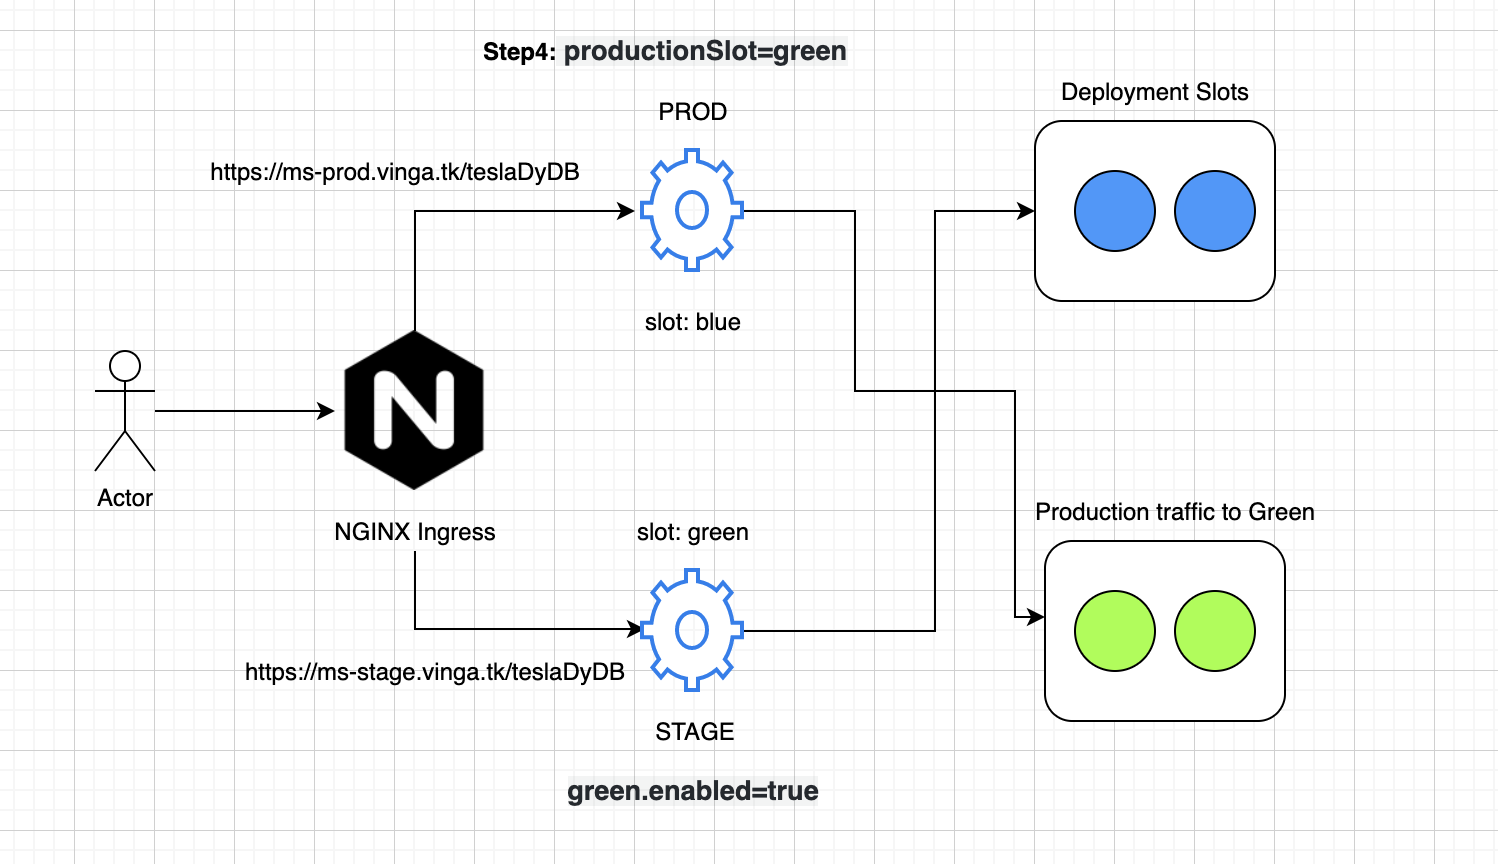 Step4: productionSlot=green
Deployment Slots
PROD
https://ms-prod.vinga.tk/teslaDyDB
slot: blue
N
Actor
NGINX Ingress
slot: green
Production traffic to Green
https://ms-stage.vinga.tk/teslaDyDB
STAGE
green.enabled=true